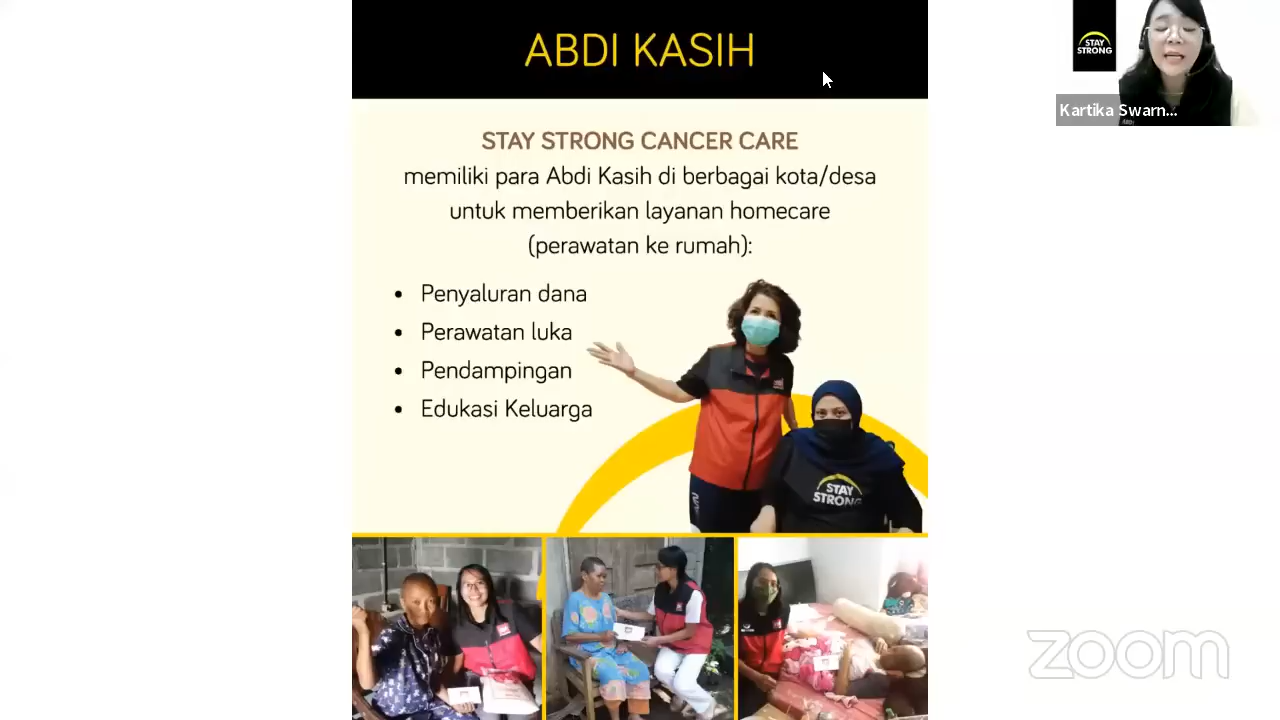 ABDI KASIH
STAY STRONG CANCER CARE
memiliki para Abdi Kasih di berbagai kota/desa
untuk memberikan layanan homecare
(perawatan ke rumah):
• Penyaluran dana
• Perawatan luka
• Pendampingan
• Edukasi Keluarga
STAY
STRONG
STAY
STRONG
Kartika Swarn...
zoom